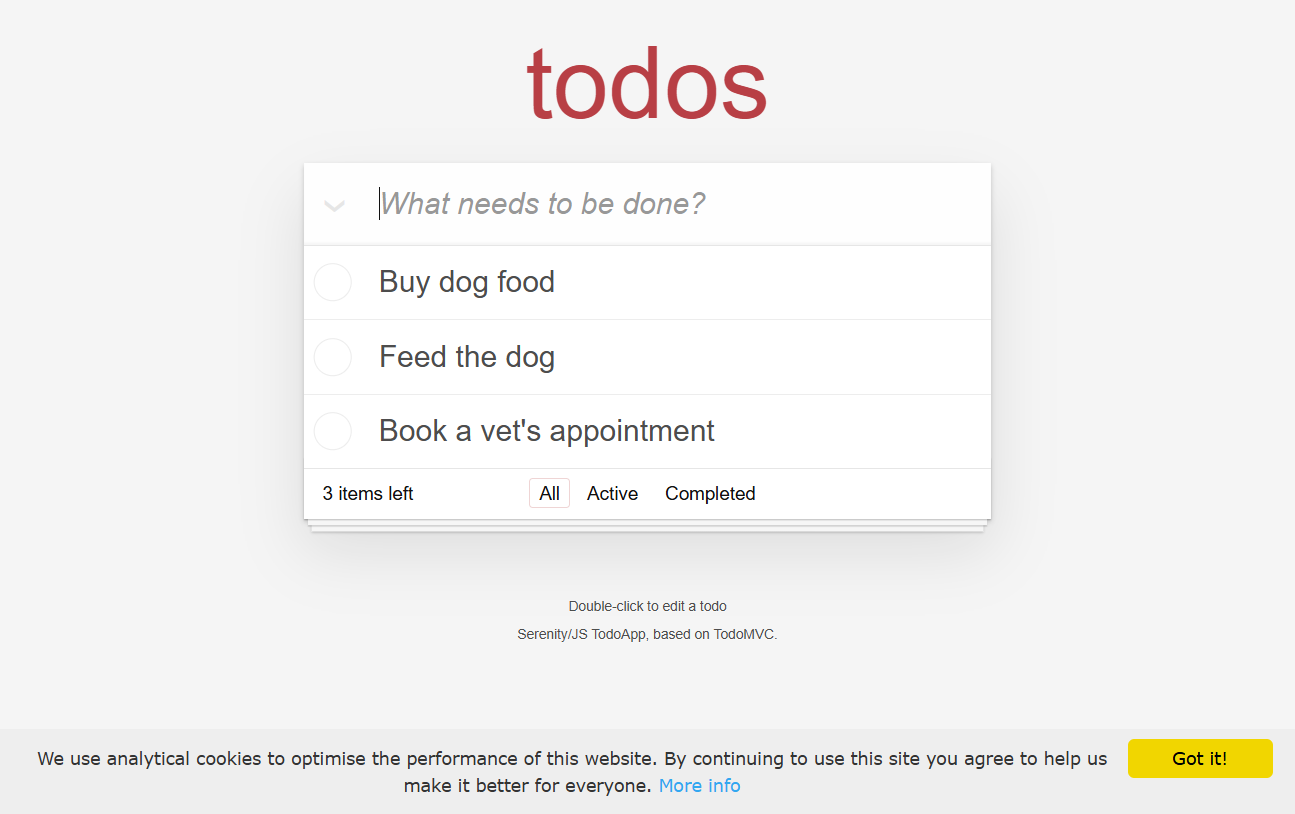 todos
What needs to be done?
Buy dog food
Feed the dog
Book a vet's appointment
3 items left All Active Completed
Double-click to edit a todo
Serenity/JS TodoApp, based on TodoMVC.
We use analytical cookies to optimise the performance of this website. By continuing to use this site you agree to help us
make it better for everyone. More info
Got it!